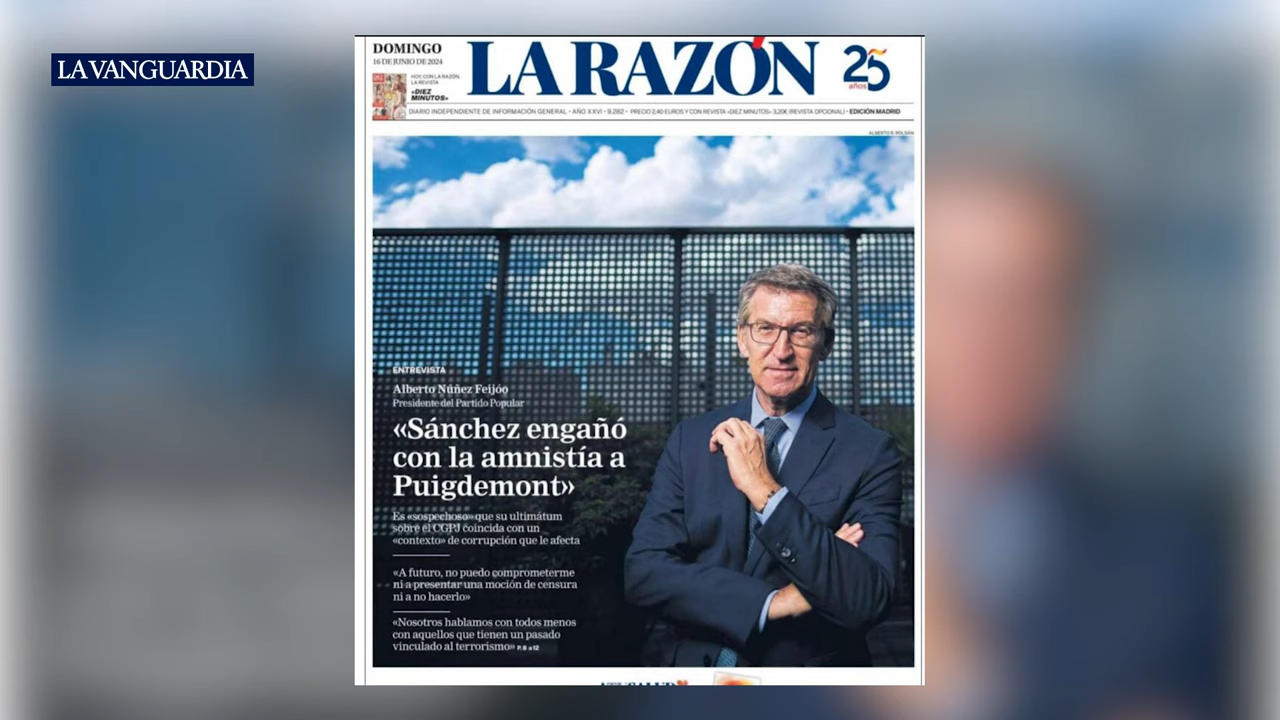 LA VANGUARDIA
DOMINGO
16 DE JUNIO DE 2024
HOY, CON LA RAZÓN,
LA REVISTA
«DIEZ
MINUTOS»
LA RAZÓN
25
años
DIARIO INDEPENDIENTE DE INFORMACIÓN GENERAL • AÑO XXVI • 9.282 • PRECIO 2,40 EUROS Y CON REVISTA «DIEZ MINUTOS» 3,20€ (REVISTA OPCIONAL) • EDICIÓN MADRID
ALBERTO R. ROLDÁN
ENTREVISTA
Alberto Núñez Feijóo
Presidente del Partido Popular
«Sánchez engañó
con la amnistía a
Puigdemont»
Es «sospechoso» que su ultimátum
sobre el CGPJ coincida con un
«contexto» de corrupción que le afecta
«A futuro, no puedo comprometerme
ni a presentar una moción de censura
ni a no hacerlo»
«Nosotros hablamos con todos menos
con aquellos que tienen un pasado
vinculado al terrorismo» P. 8 a 12